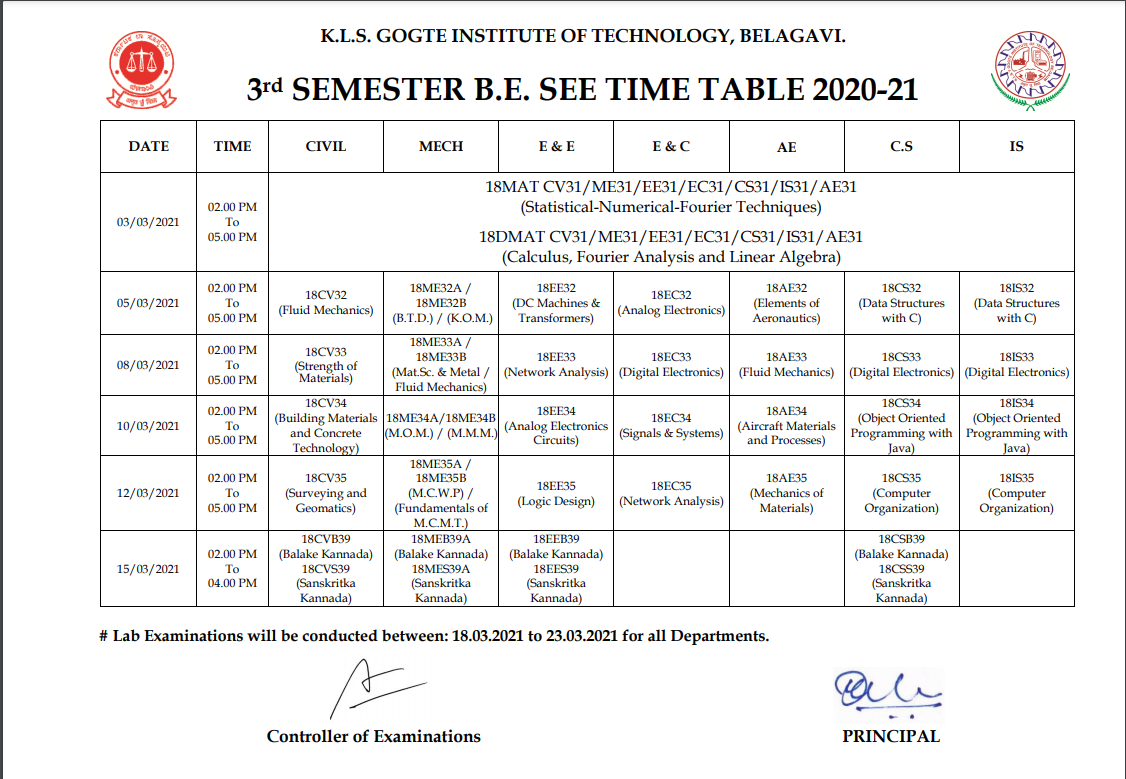 K.L.S. GOGTE INSTITUTE OF TECHNOLOGY, BELAGAVI.
3rd SEMESTER B.E. SEE TIME TABLE 2020-21
DATE TIME CIVIL MECH E & E E & C AE C.S IS
03/03/2021
02.00 PM
To
05.00 PM
18MAT CV31/ME31/EE31/EC31/CS31/IS31/AE31
(Statistical-Numerical-Fourier Techniques)
18DMAT CV31/ME31/EE31/EC31/CS31/IS31/AE31
(Calculus, Fourier Analysis and Linear Algebra)
05/03/2021
02.00 PM
To
05.00 PM
18CV32
(Fluid Mechanics)
18ME32A /
18ME32B
(B.T.D.) / (K.O.M.)
18EE32
(DC Machines &
Transformers)
18EC32
(Analog Electronics)
18AE32
(Elements of
Aeronautics)
18CS32
(Data Structures
with C)
18IS32
(Data Structures
with C)
08/03/2021
02.00 PM
To
05.00 PM
18CV33
(Strength of
Materials)
18ME33A /
18ME33B
(Mat.Sc. & Metal /
Fluid Mechanics)
18EE33
(Network Analysis)
18EC33
(Digital Electronics)
18AE33
(Fluid Mechanics)
18CS33
(Digital Electronics)
18IS33
(Digital Electronics)
10/03/2021
02.00 PM
To
05.00 PM
18CV34
(Building Materials
and Concrete
Technology)
18ME34A/18ME34B
(M.O.M.) / (M.M.M.)
18EE34
(Analog Electronics
Circuits)
18EC34
(Signals & Systems)
18AE34
(Aircraft Materials
and Processes)
18CS34
(Object Oriented
Programming with
Java)
18IS34
(Object Oriented
Programming with
Java)
12/03/2021
02.00 PM
To
05.00 PM
18CV35
(Surveying and
Geomatics)
18ME35A /
18ME35B
(M.C.W.P) /
(Fundamentals of
M.C.M.T.)
18EE35
(Logic Design)
18EC35
(Network Analysis)
18AE35
(Mechanics of
Materials)
18CS35
(Computer
Organization)
18IS35
(Computer
Organization)
15/03/2021
02.00 PM
To
04.00 PM
18CVB39
(Balake Kannada)
18CVS39
(Sanskritka
Kannada)
18MEB39A
(Balake Kannada)
18MES39A
(Sanskritka
Kannada)
18EEB39
(Balake Kannada)
18EES39
(Sanskritka
Kannada)
18CSB39
(Balake Kannada)
18CSS39
(Sanskritka
Kannada)
# Lab Examinations will be conducted between: 18.03.2021 to 23.03.2021 for all Departments.
Controller of Examinations
PRINCIPAL